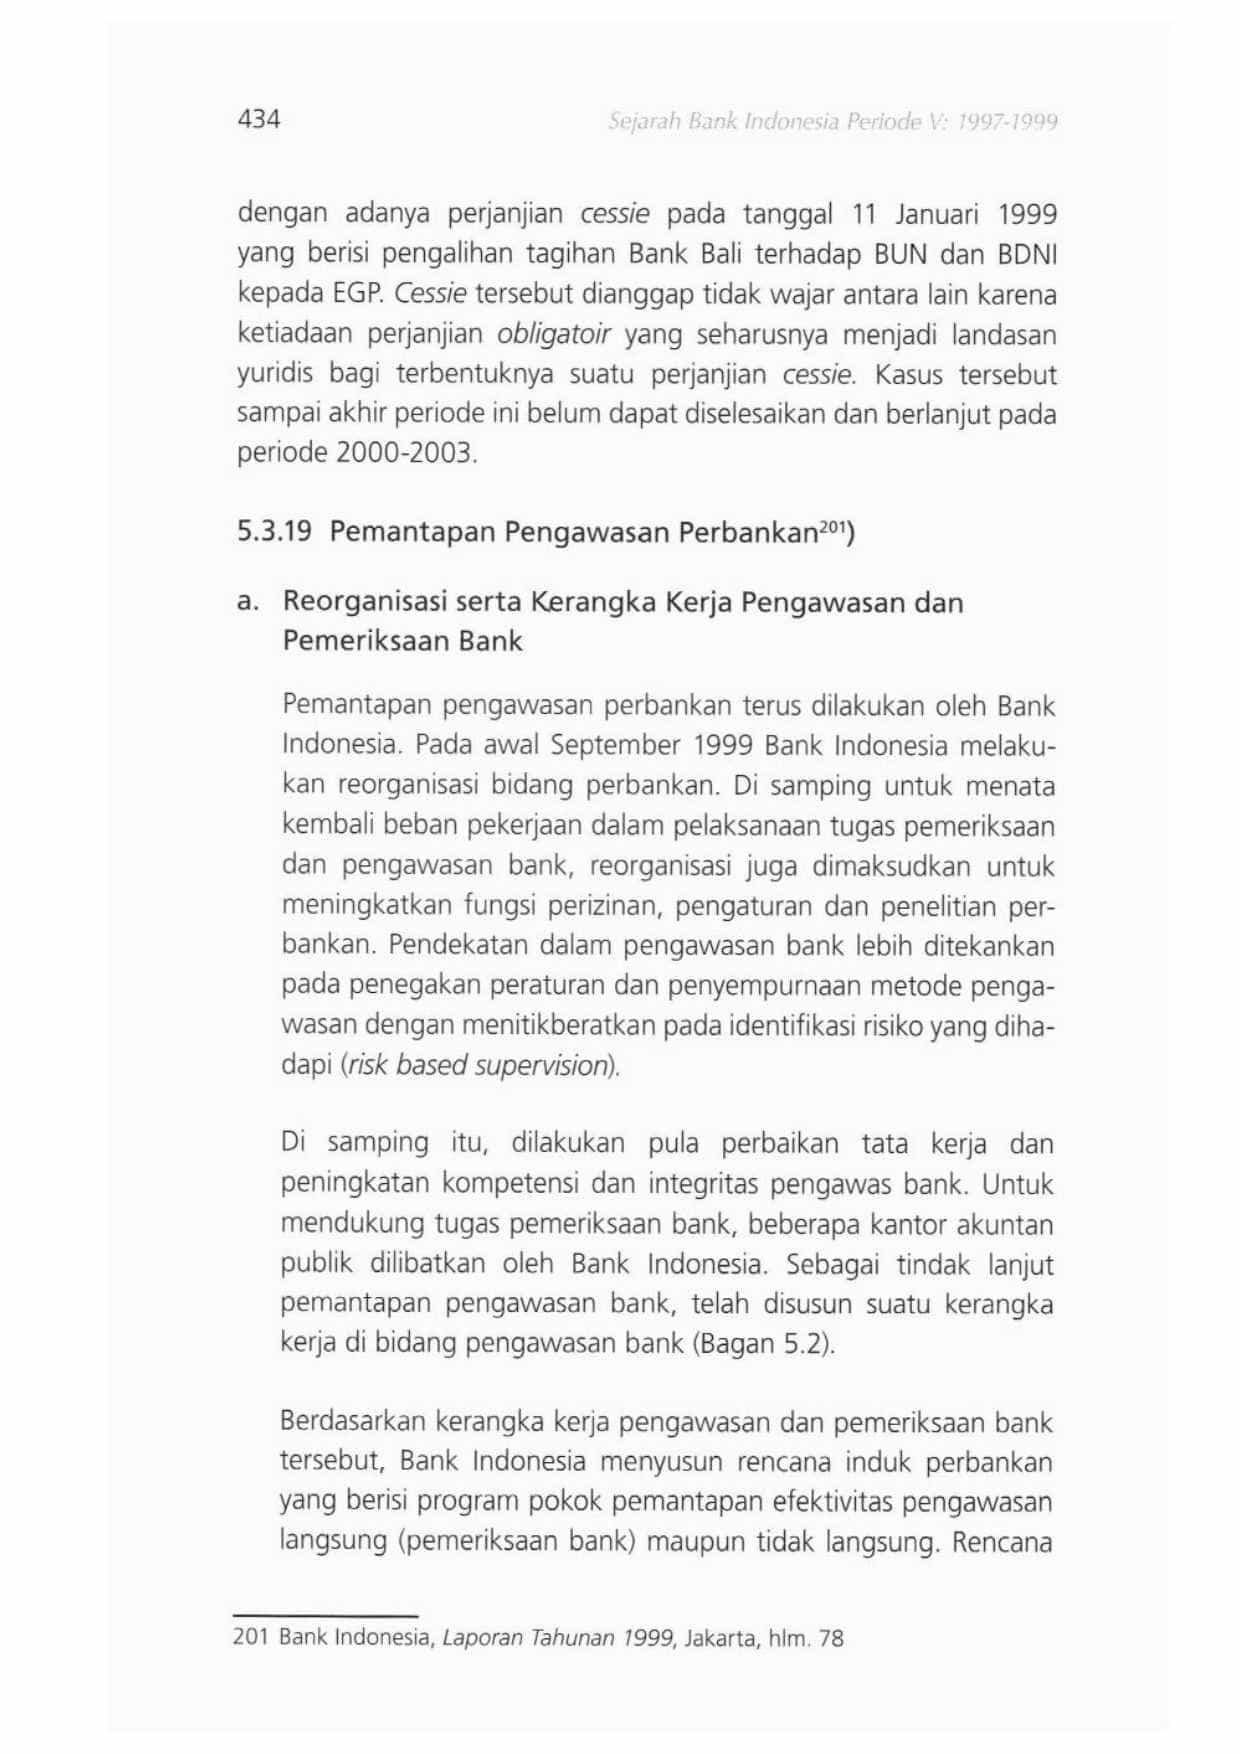 434
Sejarah Bank Indonesia Periode V: 1997-1999
dengan adanya perjanjian cessie pada tanggal 11 Januari 1999
yang berisi pengalihan tagihan Bank Bali terhadap BUN dan BDNI
kepada EGP. Cessie tersebut dianggap tidak wajar antara lain karena
ketiadaan perjanjian obligatoir yang seharusnya menjadi landasan
yuridis bagi terbentuknya suatu perjanjian cessie. Kasus tersebut
sampai akhir periode ini belum dapat diselesaikan dan berlanjut pada
periode 2000-2003.
5.3.19 Pemantapan Pengawasan Perbankan²⁰¹)
a. Reorganisasi serta Kerangka Kerja Pengawasan dan
Pemeriksaan Bank
Pemantapan pengawasan perbankan terus dilakukan oleh Bank
Indonesia. Pada awal September 1999 Bank Indonesia melaku-
kan reorganisasi bidang perbankan. Di samping untuk menata
kembali beban pekerjaan dalam pelaksanaan tugas pemeriksaan
dan pengawasan bank, reorganisasi juga dimaksudkan untuk
meningkatkan fungsi perizinan, pengaturan dan penelitian per-
bankan. Pendekatan dalam pengawasan bank lebih ditekankan
pada penegakan peraturan dan penyempurnaan metode penga-
wasan dengan menitikberatkan pada identifikasi risiko yang diha-
dapi (risk based supervision).
Di samping itu, dilakukan pula perbaikan tata kerja dan
peningkatan kompetensi dan integritas pengawas bank. Untuk
mendukung tugas pemeriksaan bank, beberapa kantor akuntan
publik dilibatkan oleh Bank Indonesia. Sebagai tindak lanjut
pemantapan pengawasan bank, telah disusun suatu kerangka
kerja di bidang pengawasan bank (Bagan 5.2).
Berdasarkan kerangka kerja pengawasan dan pemeriksaan bank
tersebut, Bank Indonesia menyusun rencana induk perbankan
yang berisi program pokok pemantapan efektivitas pengawasan
langsung (pemeriksaan bank) maupun tidak langsung. Rencana
201 Bank Indonesia, Laporan Tahunan 1999, Jakarta, hlm. 78